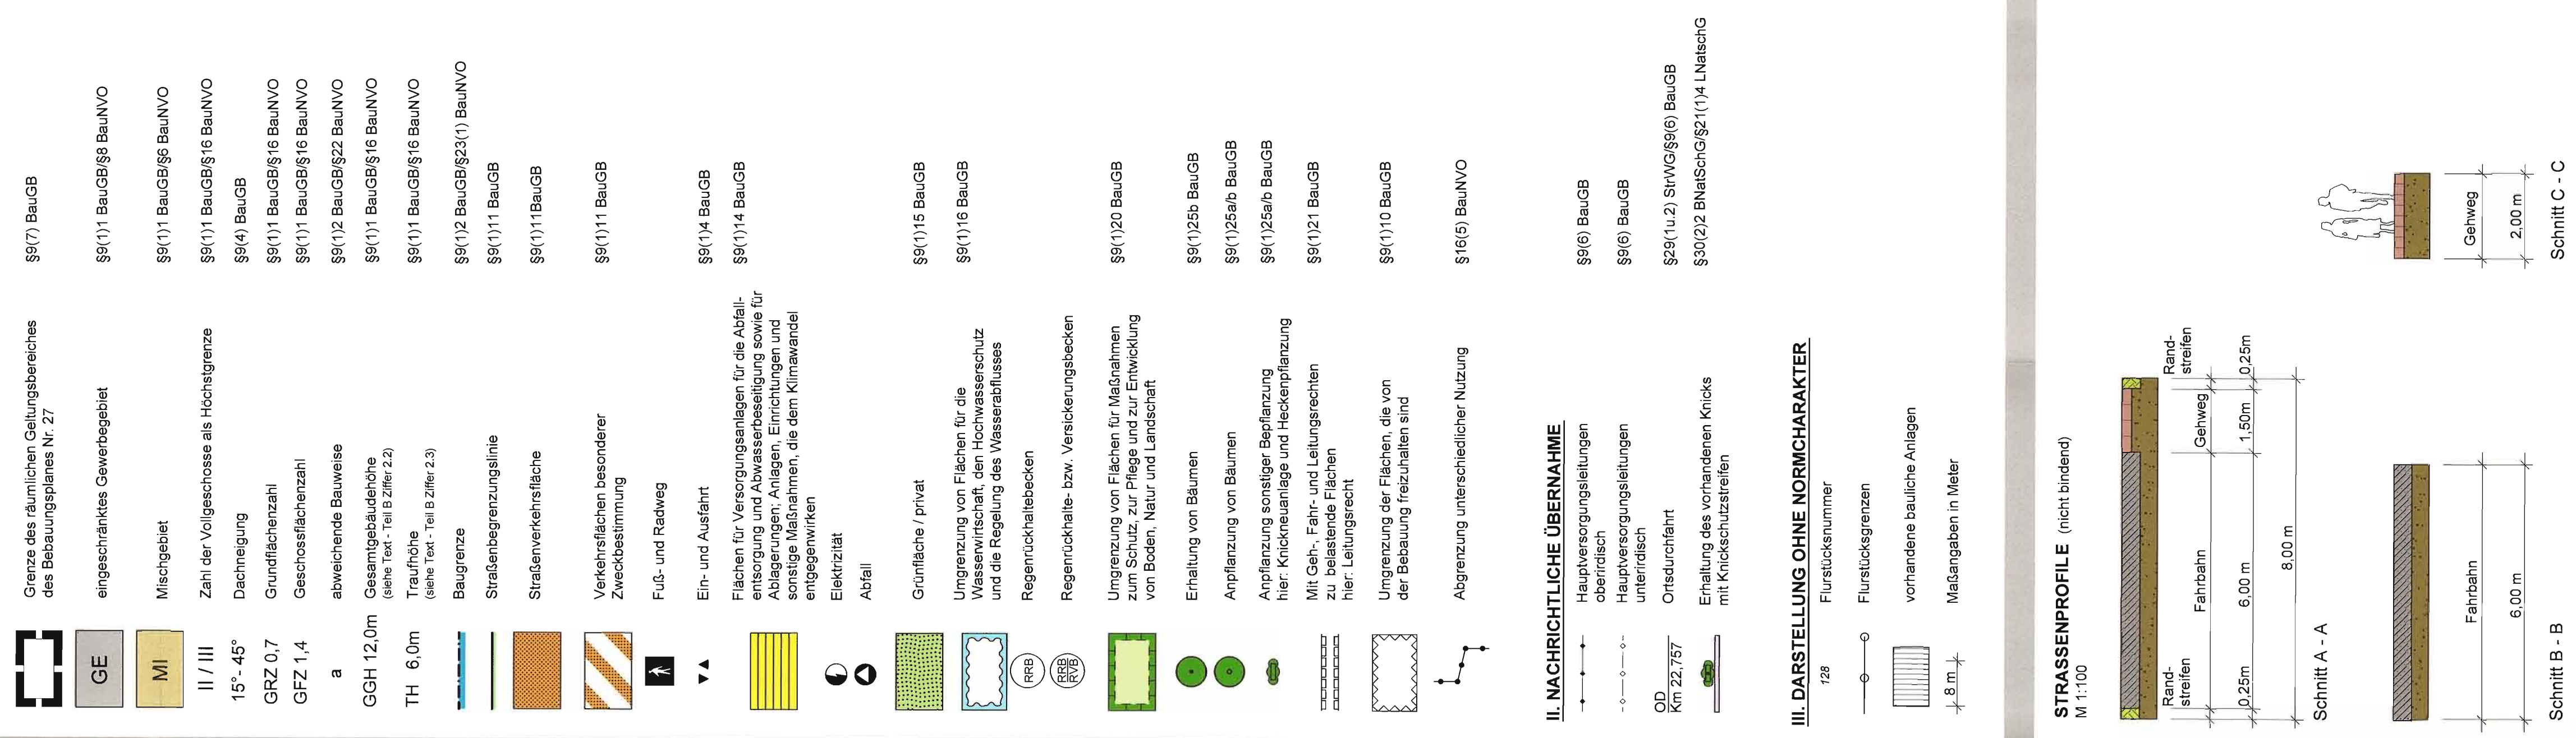 Grenze des räumlichen Geltungsbereiches
des Bebauungsplanes Nr. 27
§9(7) BauGB
GE
eingeschränktes Gewerbegebiet
§9(1)1 BauGB/§8 BauNVO
MI
Mischgebiet
§9(1)1 BauGB/§6 BauNVO
II / III
Zahl der Vollgeschosse als Höchstgrenze
§9(1)1 BauGB/§16 BauNVO
15°- 45°
Dachneigung
§9(4) BauGB
GRZ 0,7
Grundflächenzahl
§9(1)1 BauGB/§16 BauNVO
GFZ 1,4
Geschossflächenzahl
§9(1)1 BauGB/§16 BauNVO
a
abweichende Bauweise
§9(1)2 BauGB/§22 BauNVO
GGH 12,0m
Gesamtgebäudehöhe
(siehe Text - Teil B Ziffer 2.2)
§9(1)1 BauGB/§16 BauNVO
TH 6,0m
Traufhöhe
(siehe Text - Teil B Ziffer 2.3)
§9(1)1 BauGB/§16 BauNVO
Baugrenze
§9(1)2 BauGB/§23(1) BauNVO
Straßenbegrenzungslinie
§9(1)11 BauGB
Straßenverkehrsfläche
§9(1)11BauGB
Verkehrsflächen besonderer
Zweckbestimmung
§9(1)11 BauGB
Fuß- und Radweg
Ein- und Ausfahrt
§9(1)4 BauGB
Flächen für Versorgungsanlagen für die Abfall-
entsorgung und Abwasserbeseitigung sowie für
Ablagerungen; Anlagen, Einrichtungen und
sonstige Maßnahmen, die dem Klimawandel
entgegenwirken
§9(1)14 BauGB
Elektrizität
Abfall
Grünfläche / privat
§9(1)15 BauGB
Umgrenzung von Flächen für die
Wasserwirtschaft, den Hochwasserschutz
und die Regelung des Wasserabflusses
§9(1)16 BauGB
RRB
Regenrückhaltebecken
RRB
RVB
Regenrückhalte- bzw. Versickerungsbecken
Umgrenzung von Flächen für Maßnahmen
zum Schutz, zur Pflege und zur Entwicklung
von Boden, Natur und Landschaft
§9(1)20 BauGB
Erhaltung von Bäumen
§9(1)25b BauGB
Anpflanzung von Bäumen
§9(1)25a/b BauGB
Anpflanzung sonstiger Bepflanzung
hier: Knickneuanlage und Heckenpflanzung
§9(1)25a/b BauGB
Mit Geh-, Fahr- und Leitungsrechten
zu belastende Flächen
hier: Leitungsrecht
§9(1)21 BauGB
Umgrenzung der Flächen, die von
der Bebauung freizuhalten sind
§9(1)10 BauGB
Abgrenzung unterschiedlicher Nutzung
§16(5) BauNVO
II. NACHRICHTLICHE ÜBERNAHME
Hauptversorgungsleitungen
oberirdisch
§9(6) BauGB
Hauptversorgungsleitungen
unterirdisch
§9(6) BauGB
OD
Km 22,757
Ortsdurchfahrt
§29(1u.2) StrWG/§9(6) BauGB
Erhaltung des vorhandenen Knicks
mit Knickschutzstreifen
§30(2)2 BNatSchG/§21(1)4 LNatschG
III. DARSTELLUNG OHNE NORMCHARAKTER
128
Flurstücksnummer
Flurstücksgrenzen
vorhandene bauliche Anlagen
8 m
Maßangaben in Meter
STRASSENPROFILE (nicht bindend)
M 1:100
Rand-
streifen
Fahrbahn
Gehweg
Rand-
streifen
0,25m
6,00 m
1,50m
0,25m
8,00 m
Schnitt A - A
Fahrbahn
6,00 m
Schnitt B - B
Gehweg
2,00 m
Schnitt C - C